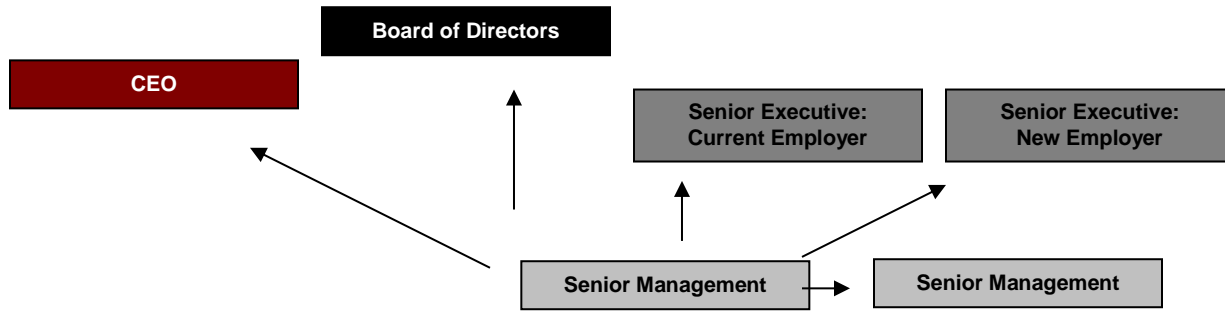 Board of Directors
CEO
Senior Executive:
Current Employer
Senior Executive:
New Employer
Senior Management
Senior Management